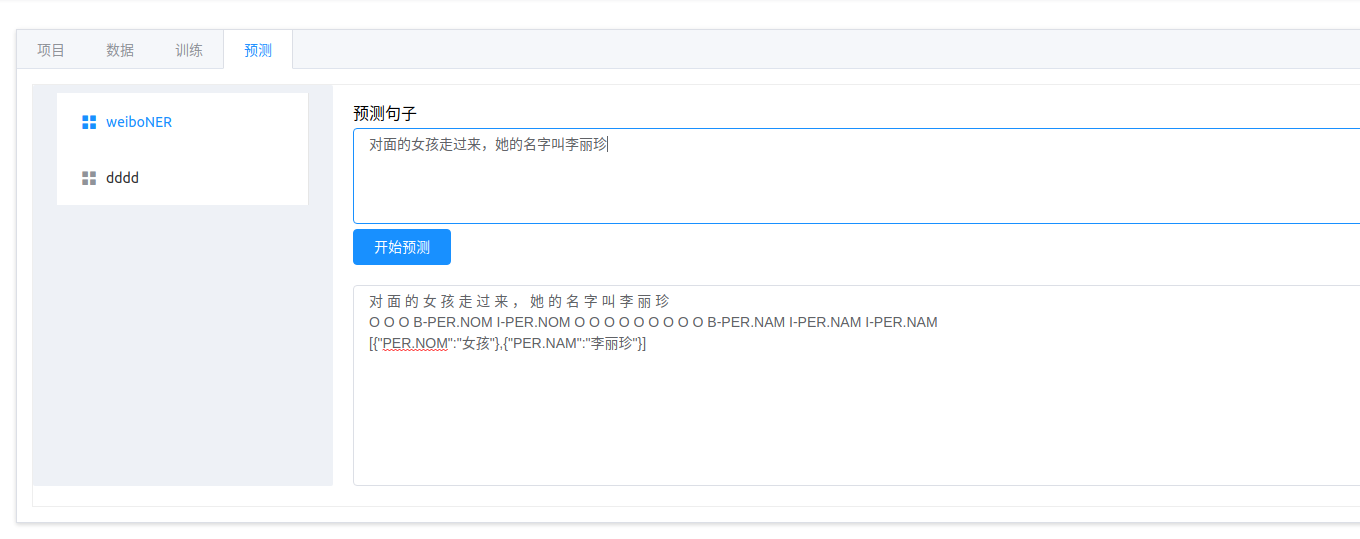 项目 数据 训练 预测
weiboNER
dddd
预测句子
对面的女孩走过来，她的名字叫李丽珍
开始预测
对 面 的 女 孩 走 过 来 ， 她 的 名 字 叫 李 丽 珍
O O O B-PER.NOM I-PER.NOM O O O O O O O O O B-PER.NAM I-PER.NAM I-PER.NAM
[{"PER.NOM":"女孩"},{"PER.NAM":"李丽珍"}]